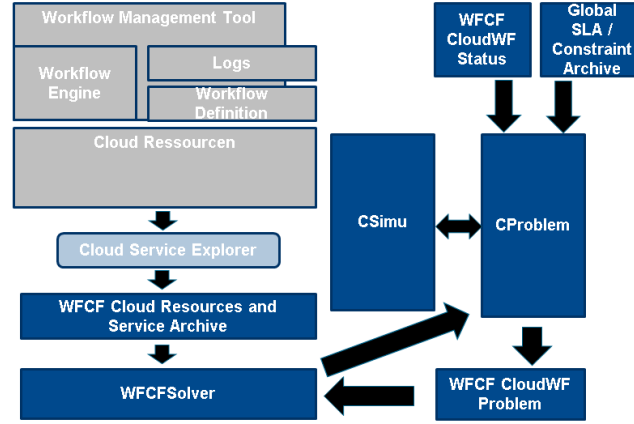 Workflow Management Tool
Workflow
Engine
Logs
Workflow
Definition
Cloud Ressourcen
Cloud Service Explorer
WFCF Cloud Resources and
Service Archive
WFCFSolver
WFCF
CloudWF
Status
Global
SLA /
Constraint
Archive
CSimu
CProblem
WFCF CloudWF
Problem